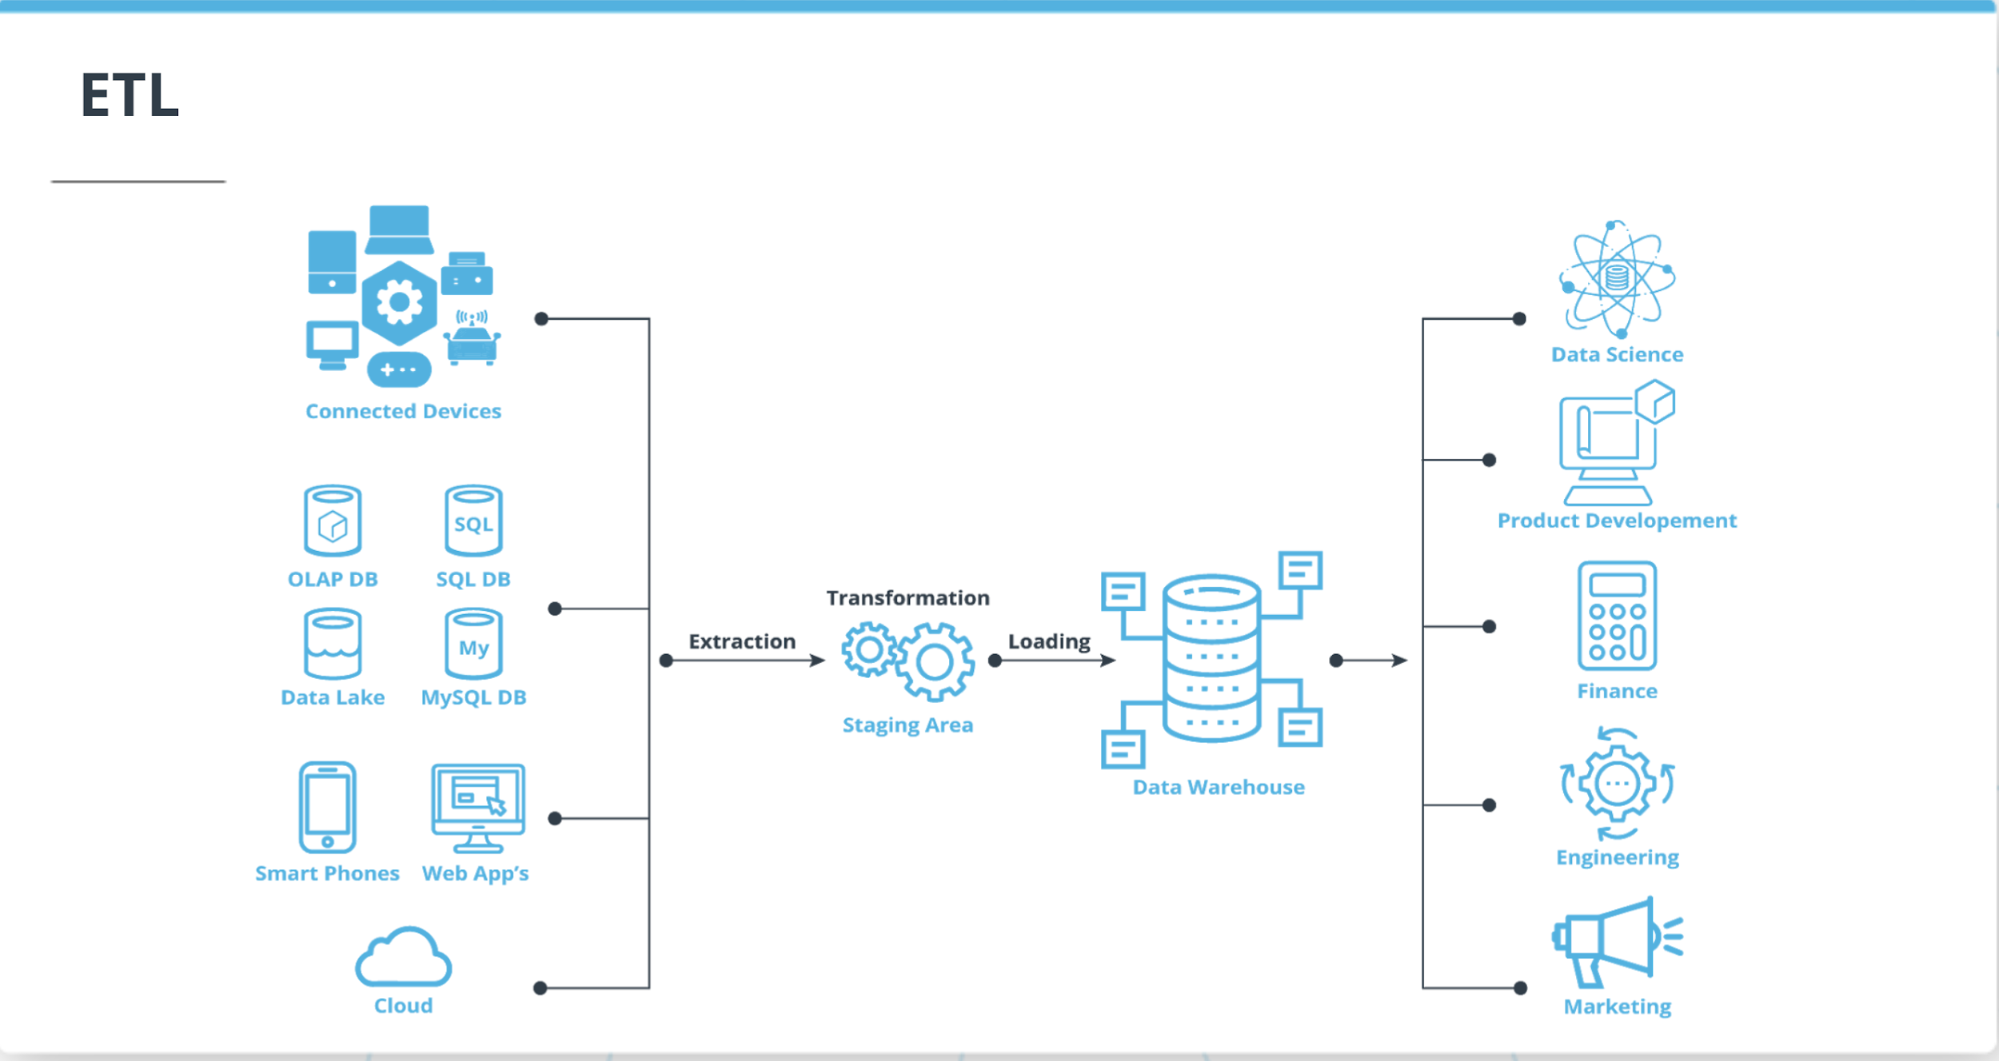 ETL
Connected Devices
SQL
OLAP DB
SQL DB
My
Data Lake
MySQL DB
Smart Phones
Web App's
Cloud
Extraction
Transformation
Staging Area
Loading
Data Warehouse
Data Science
Product Developement
Finance
Engineering
Marketing